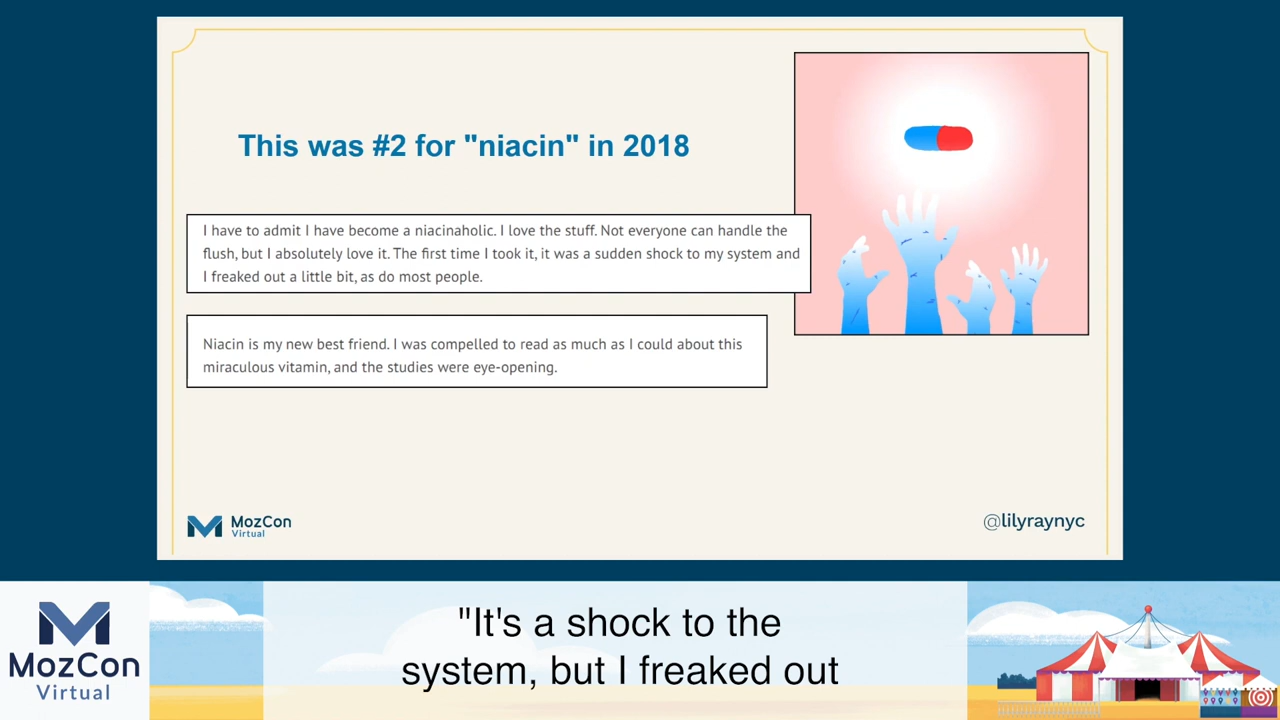 This was #2 for "niacin" in 2018
I have to admit I have become a niacinaholic. I love the stuff. Not everyone can handle the
flush, but I absolutely love it. The first time I took it, it was a sudden shock to my system and
I freaked out a little bit, as do most people.
Niacin is my new best friend. I was compelled to read as much as I could about this
miraculous vitamin, and the studies were eye-opening.
MozCon
Virtual
@lilyraynyc
MozCon
Virtual
"It's a shock to the
system, but I freaked out